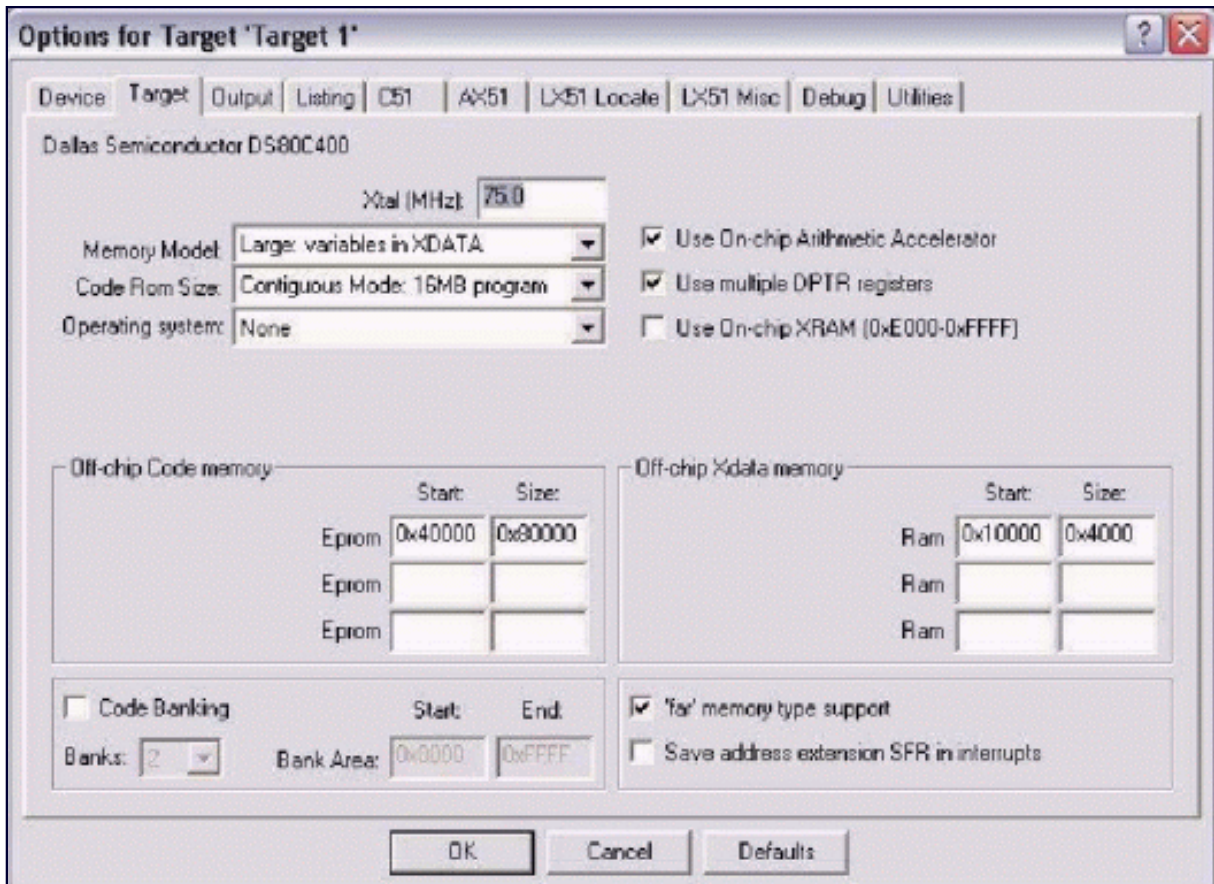 Options for Target 'Target 1'
Device Target Output Listing C51 AX51 LX51 Locate LX51 Misc Debug Utilities
Dallas Semiconductor DS80C400
Xtal (MHz): 75.0
Memory Model: Large: variables in XDATA
Use On-chip Arithmetic Accelerator
Code Rom Size: Contiguous Mode: 16MB program
Use multiple DPTR registers
Operating system: None
Use On-chip XRAM (0xE000-0xFFFF)
Off-chip Code memory
Start: Size:
Eprom 0x40000 0x80000
Eprom
Eprom
Off-chip Xdata memory
Start: Size:
Ram 0x10000 0x4000
Ram
Ram
Code Banking Start: End:
Banks: 2 Bank Area: 0x0000 0xFFFF
'far' memory type support
Save address extension SFR in interrupts
OK Cancel Defaults